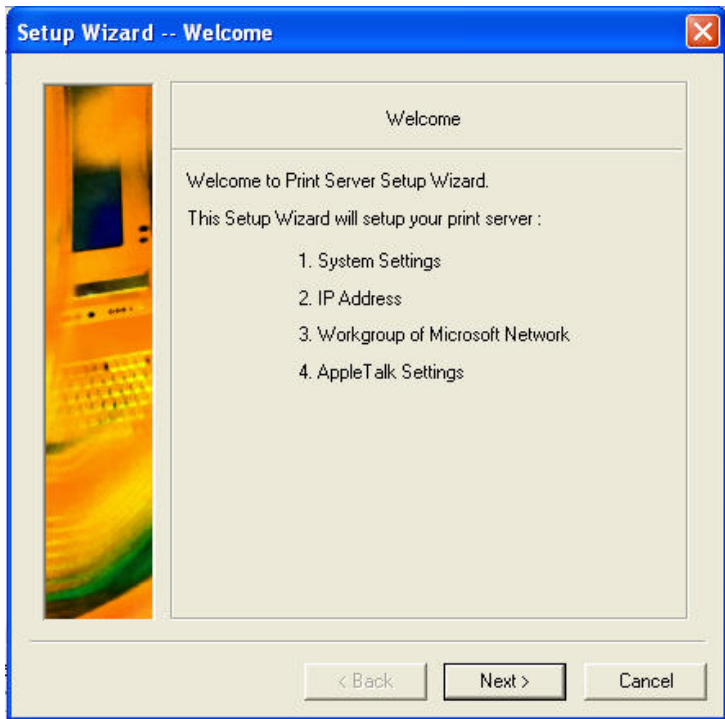 Setup Wizard -- Welcome
Welcome
Welcome to Print Server Setup Wizard.
This Setup Wizard will setup your print server :
1. System Settings
2. IP Address
3. Workgroup of Microsoft Network
4. AppleTalk Settings
< Back Next > Cancel